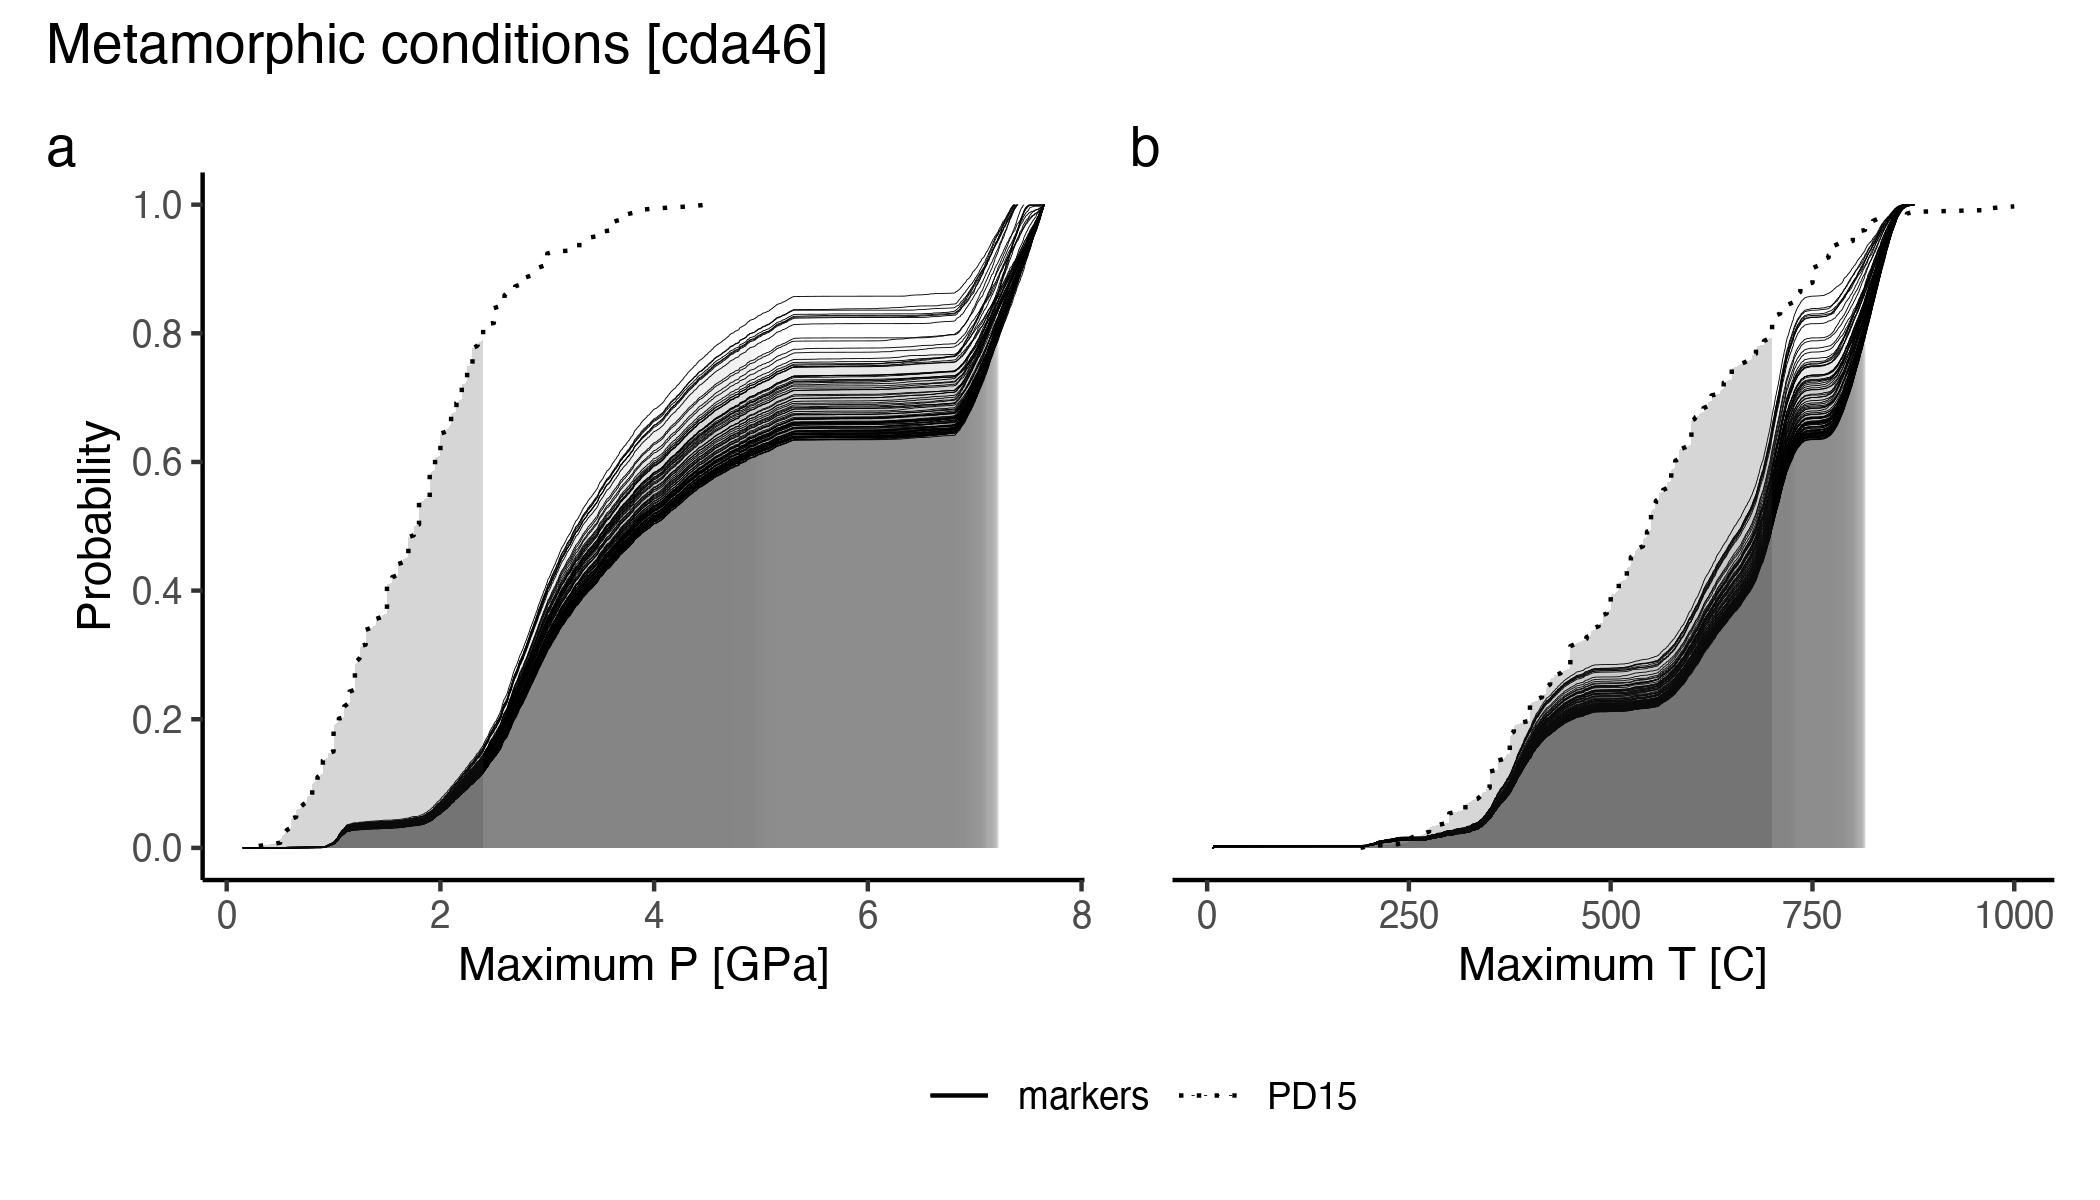 Metamorphic conditions [cda46]
a
b
1.0
0.8
0.6
0.4
0.2
0.0
Probability
0 2 4 6 8
0 250 500 750 1000
Maximum P [GPa]
Maximum T [C]
markers PD15